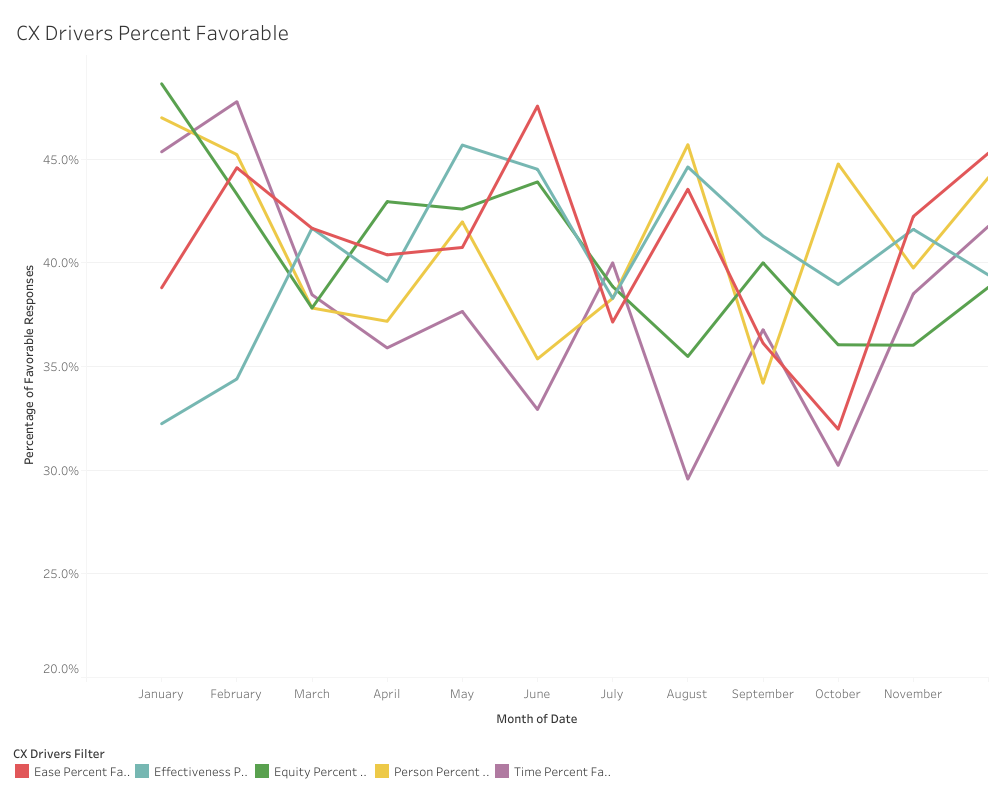 CX Drivers Percent Favorable
Percentage of Favorable Responses
45.0%
40.0%
35.0%
30.0%
25.0%
20.0%
January February March April May June July August September October November
Month of Date
CX Drivers Filter
Ease Percent Fa.. Effectiveness P.. Equity Percent .. Person Percent .. Time Percent Fa..